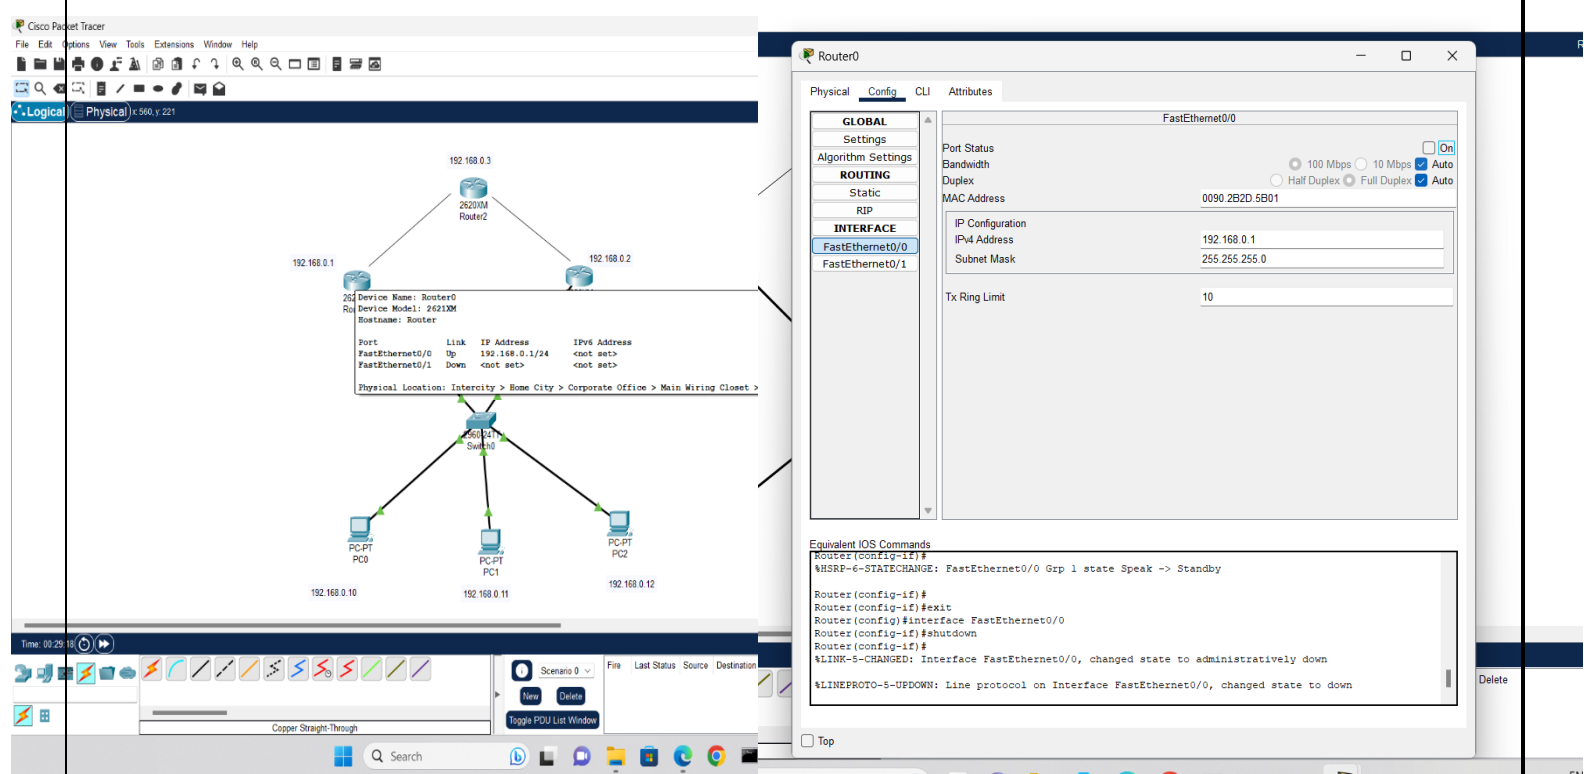 Cisco Packet Tracer
File Edit Options View Tools Extensions Window Help
Logical Physical x: 560, y: 221
192.168.0.3
2620XM
Router2
192.168.0.1
192.168.0.2
262
Rou
Device Name: Router0
Device Model: 2621XM
Hostname: Router
Port Link IP Address IPv6 Address
FastEthernet0/0 Up 192.168.0.1/24 <not set>
FastEthernet0/1 Down <not set> <not set>
Physical Location: Intercity > Home City > Corporate Office > Main Wiring Closet >
2960-24TT
Switch0
PC-PT
PC0
PC-PT
PC1
PC-PT
PC2
192.168.0.10
192.168.0.11
192.168.0.12
Time: 00:29:18
Scenario 0
New Delete
Toggle PDU List Window
Fire Last Status Source Destination
Copper Straight-Through
Search
Router0
Physical Config CLI Attributes
GLOBAL
Settings
Algorithm Settings
ROUTING
Static
RIP
INTERFACE
FastEthernet0/0
FastEthernet0/1
FastEthernet0/0
Port Status On
Bandwidth 100 Mbps 10 Mbps Auto
Duplex Half Duplex Full Duplex Auto
MAC Address 0090.2B2D.5B01
IP Configuration
IPv4 Address 192.168.0.1
Subnet Mask 255.255.255.0
Tx Ring Limit 10
Equivalent IOS Commands
Router(config-if)#
%HSRP-6-STATECHANGE: FastEthernet0/0 Grp 1 state Speak -> Standby
Router(config-if)#
Router(config-if)#exit
Router(config)#interface FastEthernet0/0
Router(config-if)#shutdown
Router(config-if)#
%LINK-5-CHANGED: Interface FastEthernet0/0, changed state to administratively down
%LINEPROTO-5-UPDOWN: Line protocol on Interface FastEthernet0/0, changed state to down
Top
Delete
R